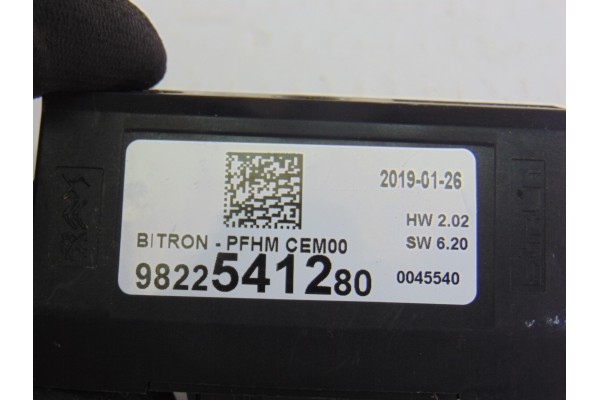 2019-01-26
HW 2.02
BITRON - PFHM CEM00 SW 6.20
9822541280 0045540